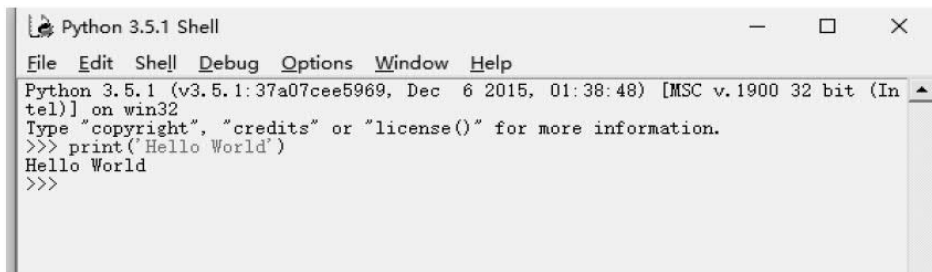 Python 3.5.1 Shell
File Edit Shell Debug Options Window Help
Python 3.5.1 (v3.5.1:37a07cee5969, Dec  6 2015, 01:38:48) [MSC v.1900 32 bit (In
tel)] on win32
Type "copyright", "credits" or "license()" for more information.
>>> print('Hello World')
Hello World
>>>